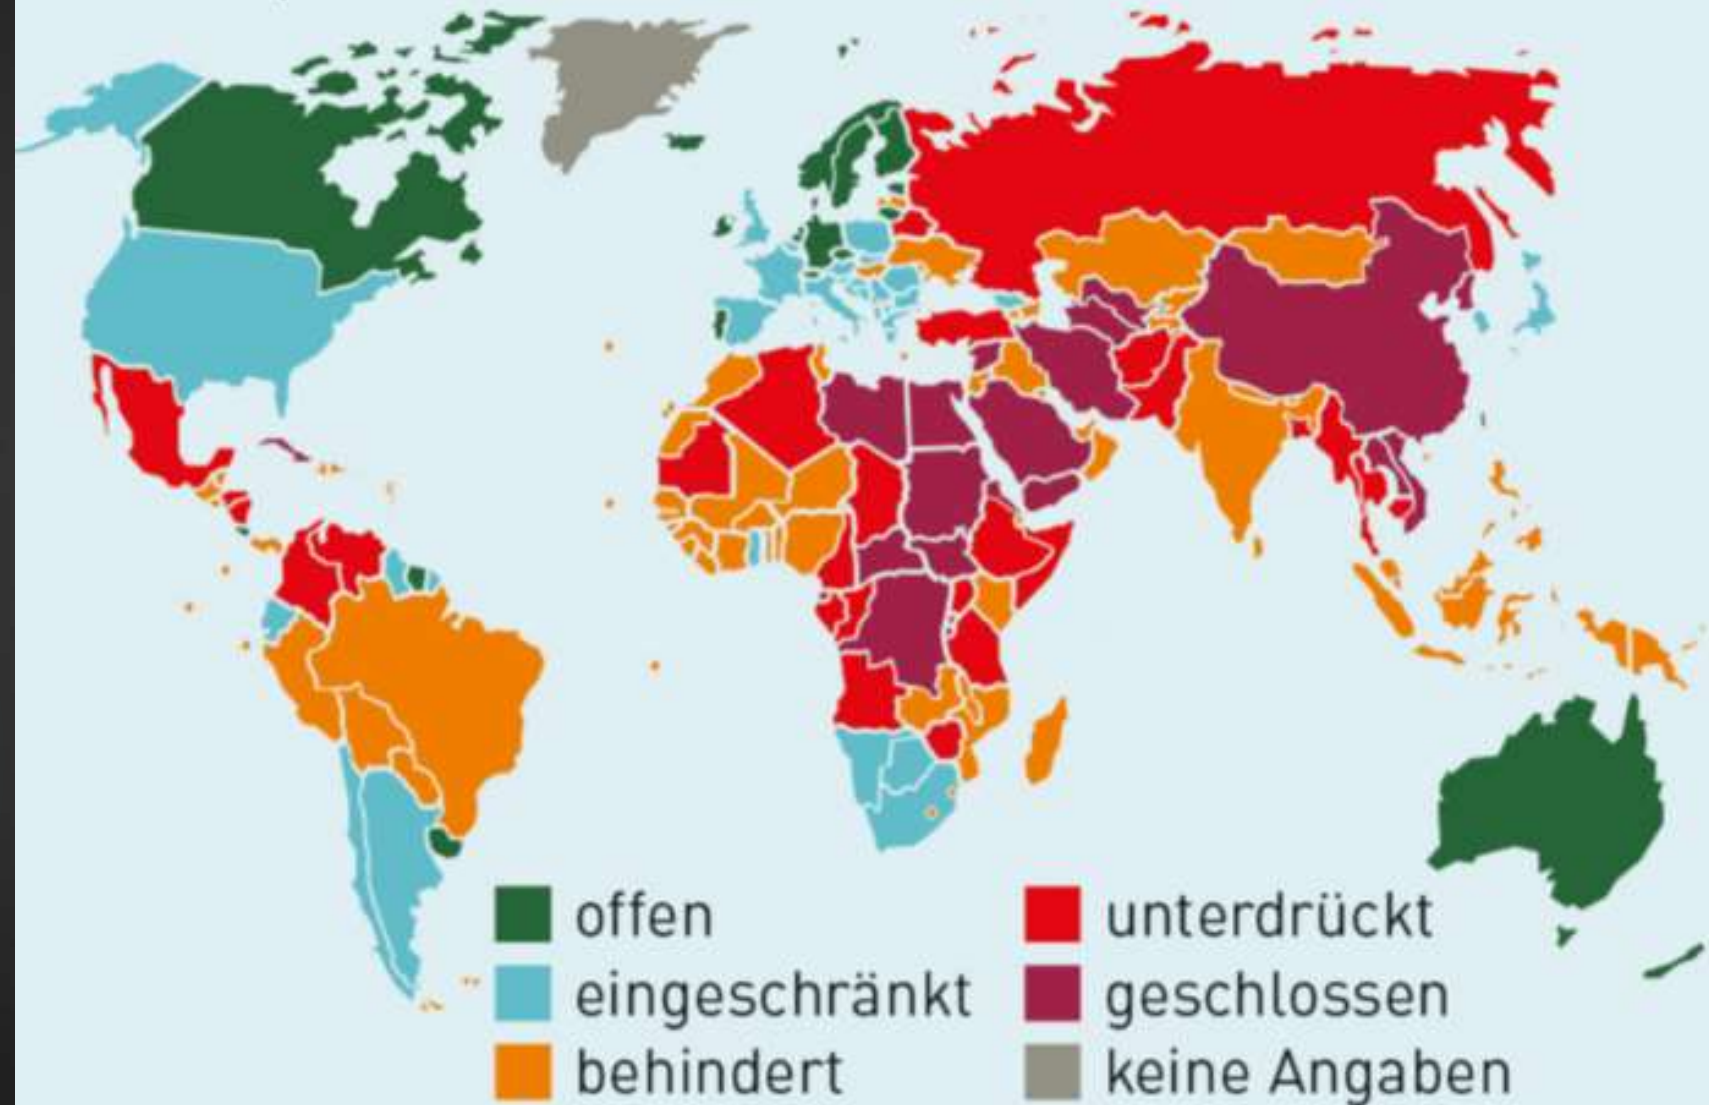 offen
eingeschränkt
behindert
unterdrückt
geschlossen
keine Angaben